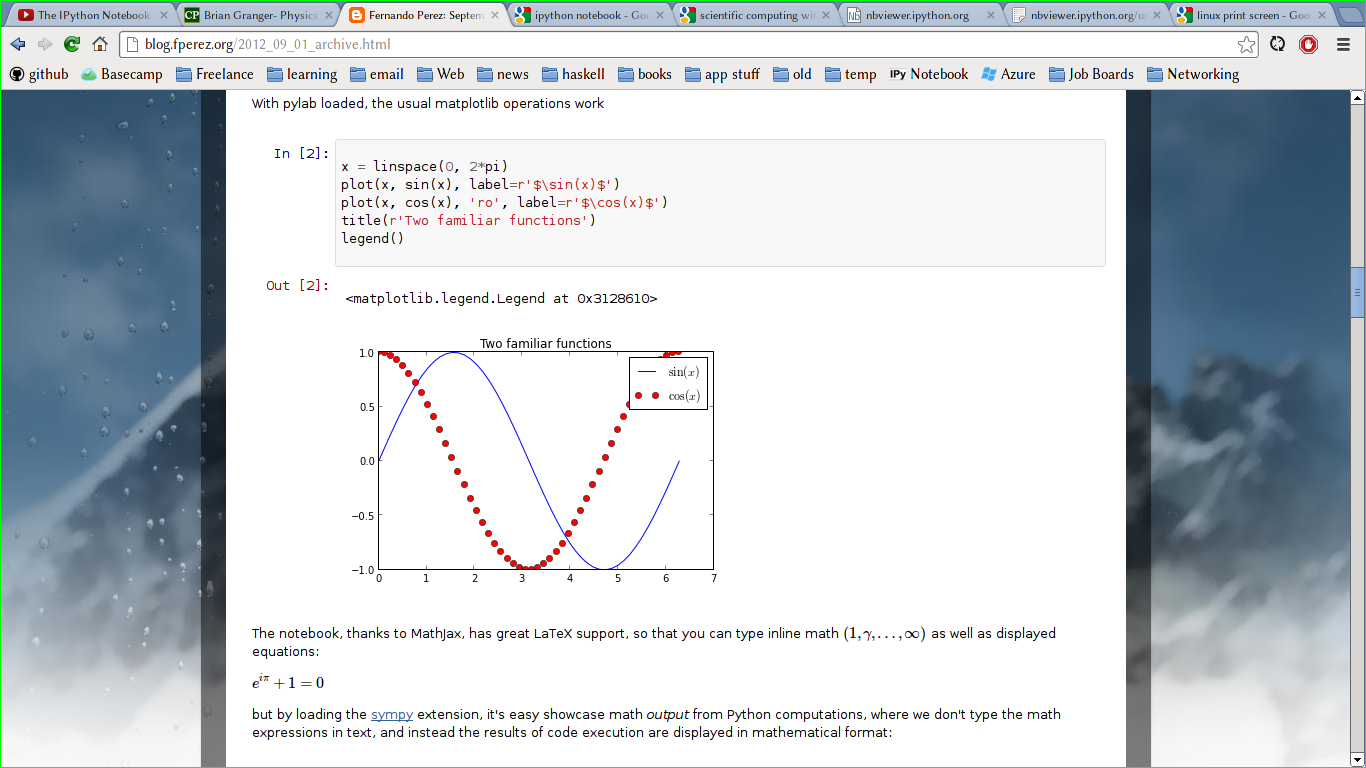 The IPython Notebook
Brian Granger- Physics
Fernando Perez: Septem
ipython notebook - Goo
scientific computing wit
nbviewer.ipython.org
nbviewer.ipython.org/ur
linux print screen - Goo
blog.fperez.org/2012_09_01_archive.html
github Basecamp Freelance learning email Web news haskell books app stuff old temp IPy Notebook Azure Job Boards Networking
With pylab loaded, the usual matplotlib operations work
In [2]:
x = linspace(0, 2*pi)
plot(x, sin(x), label=r'$\sin(x)$')
plot(x, cos(x), 'ro', label=r'$\cos(x)$')
title(r'Two familiar functions')
legend()
Out [2]:
<matplotlib.legend.Legend at 0x3128610>
Two familiar functions
1.0
0.5
0.0
−0.5
−1.0
0 1 2 3 4 5 6 7
sin(x)
cos(x)
The notebook, thanks to MathJax, has great LaTeX support, so that you can type inline math (1, γ, …, ∞) as well as displayed
equations:
e^{iπ} + 1 = 0
but by loading the sympy extension, it's easy showcase math output from Python computations, where we don't type the math
expressions in text, and instead the results of code execution are displayed in mathematical format: